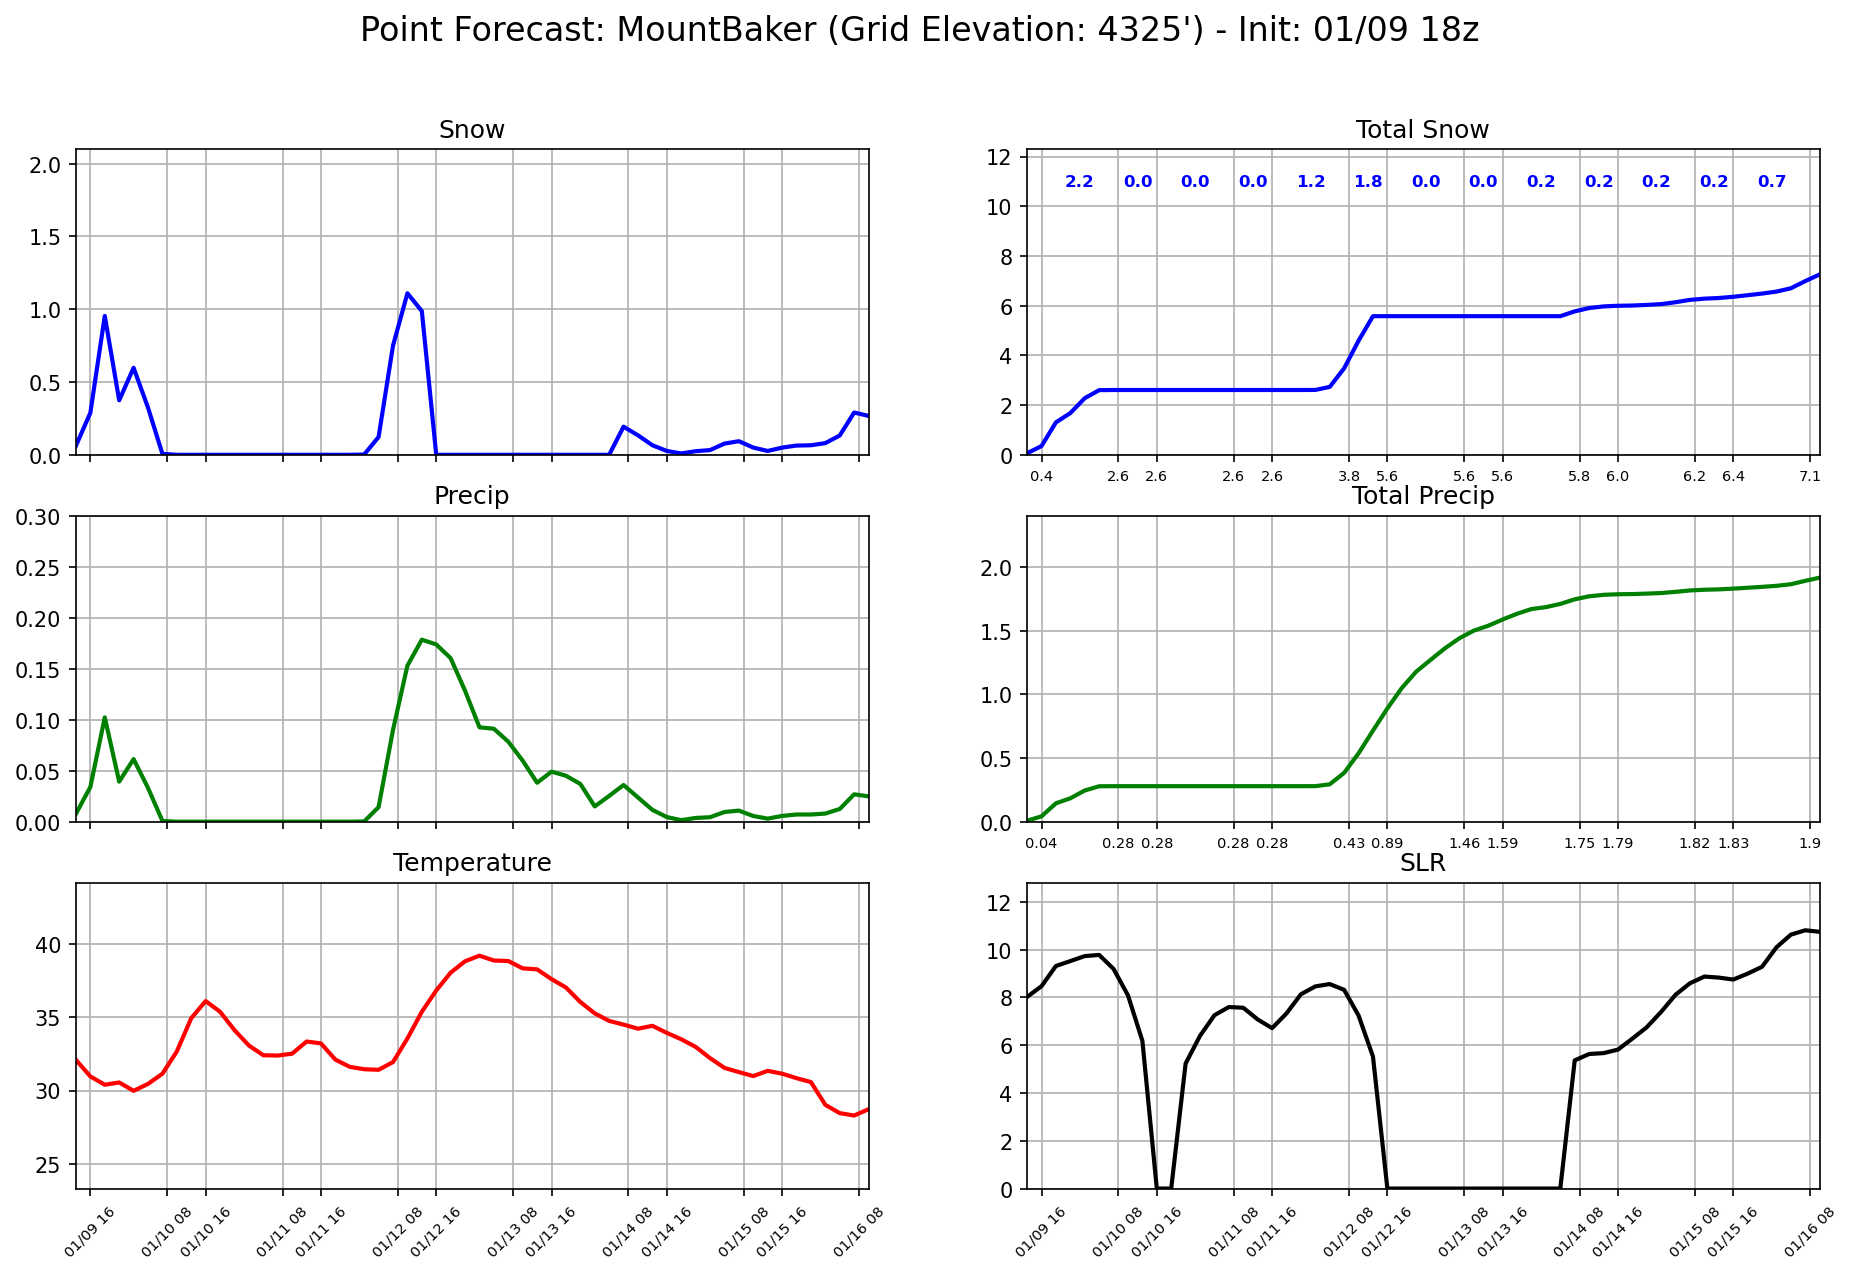 Point Forecast: MountBaker (Grid Elevation: 4325') - Init: 01/09 18z
Snow
2.0
1.5
1.0
0.5
0.0
Total Snow
12
10
8
6
4
2
0
2.2 0.0 0.0 0.0 1.2 1.8 0.0 0.0 0.2 0.2 0.2 0.2 0.7
0.4 2.6 2.6 2.6 2.6 3.8 5.6 5.6 5.6 5.8 6.0 6.2 6.4 7.1
Precip
0.30
0.25
0.20
0.15
0.10
0.05
0.00
Total Precip
2.0
1.5
1.0
0.5
0.0
0.04 0.28 0.28 0.28 0.28 0.43 0.89 1.46 1.59 1.75 1.79 1.82 1.83 1.9
Temperature
40
35
30
25
01/09 16 01/10 08 01/10 16 01/11 08 01/11 16 01/12 08 01/12 16 01/13 08 01/13 16 01/14 08 01/14 16 01/15 08 01/15 16 01/16 08
SLR
12
10
8
6
4
2
0
01/09 16 01/10 08 01/10 16 01/11 08 01/11 16 01/12 08 01/12 16 01/13 08 01/13 16 01/14 08 01/14 16 01/15 08 01/15 16 01/16 08